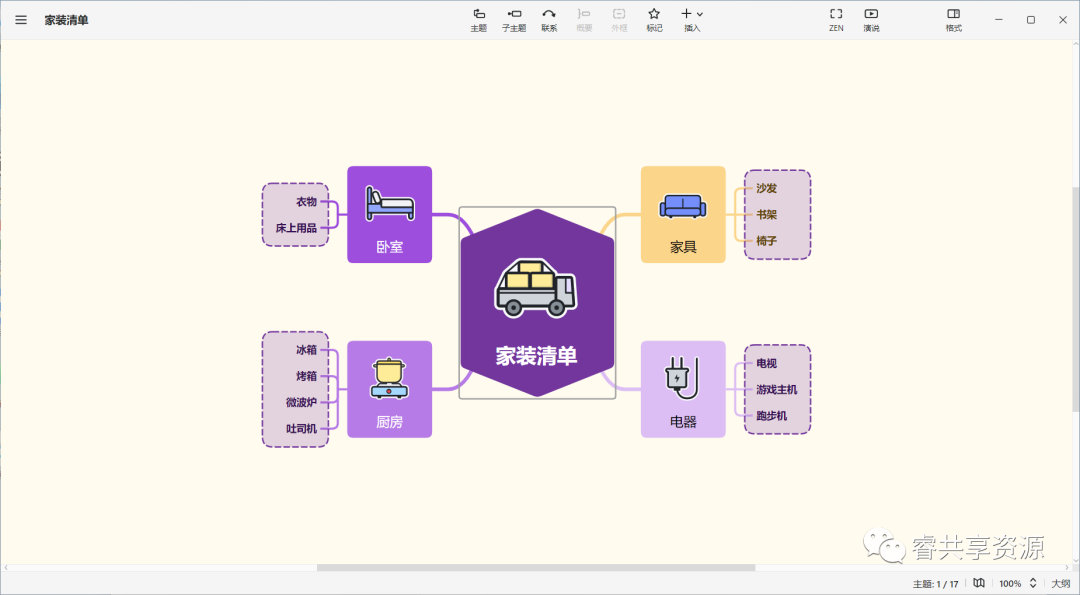 家装清单
主题
子主题
联系
概要
外框
标记
插入
ZEN
演说
格式
衣物
床上用品
卧室
冰箱
烤箱
微波炉
吐司机
厨房
家装清单
家具
沙发
书架
椅子
电器
电视
游戏主机
跑步机
睿共享资源
主题: 1 / 17
100%
大纲